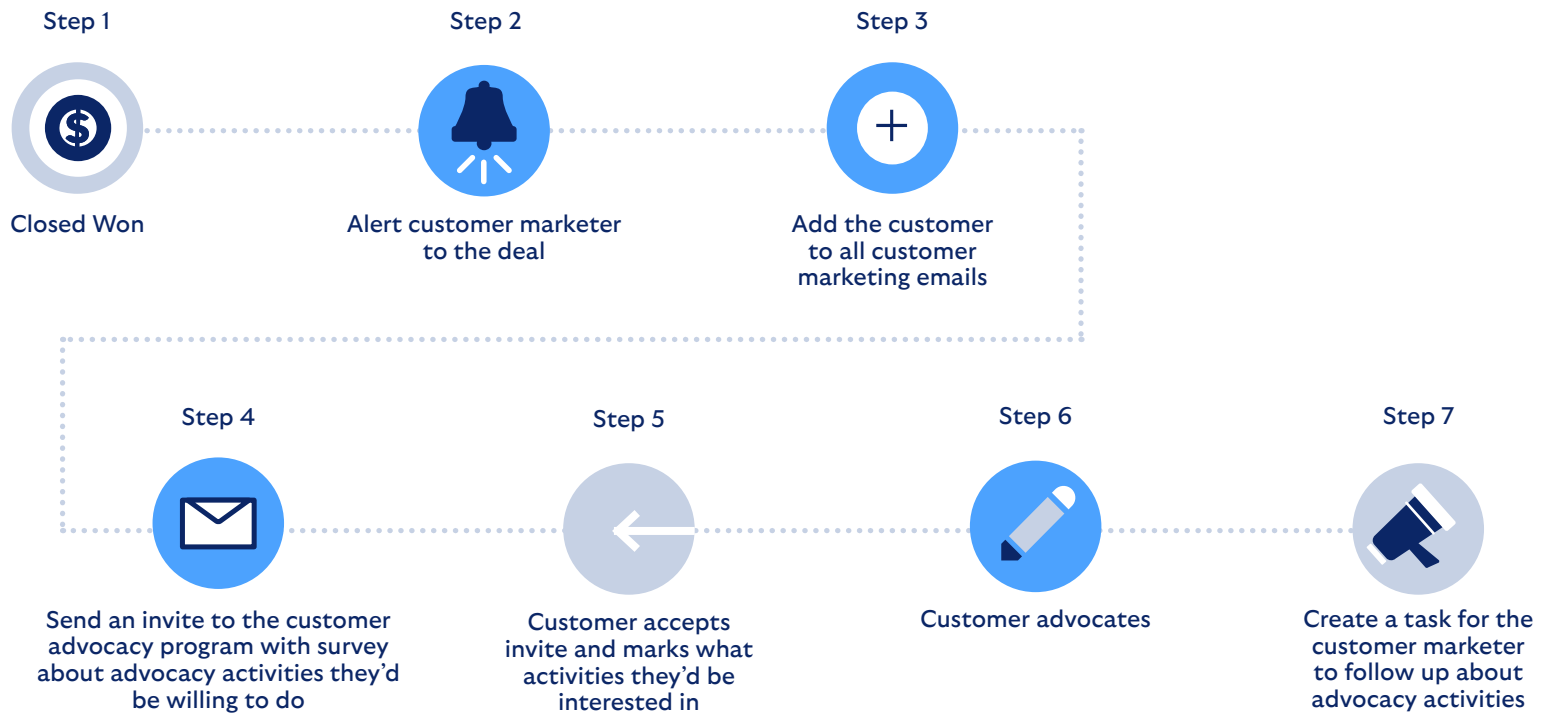 Step 1
Step 2
Step 3
$
Closed Won
Alert customer marketer
to the deal
Add the customer
to all customer
marketing emails
Step 4
Step 5
Step 6
Step 7
Send an invite to the customer
advocacy program with survey
about advocacy activities they’d
be willing to do
Customer accepts
invite and marks what
activities they’d be
interested in
Customer advocates
Create a task for the
customer marketer
to follow up about
advocacy activities